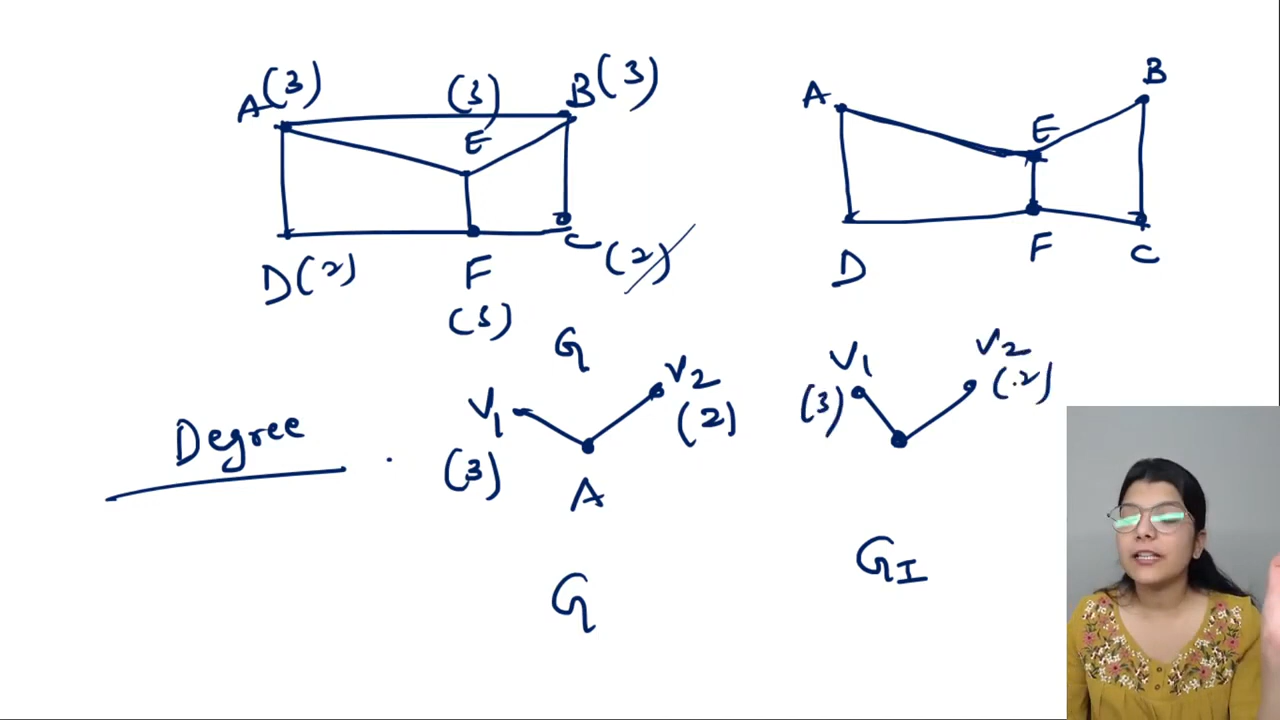 A (3) (3) B (3)
E
D (2) F C (2)
(3)
G
A B
E
D F C
Degree
V1 V2
(3) (2)
A
G
V1 V2
(3) (2)
GI